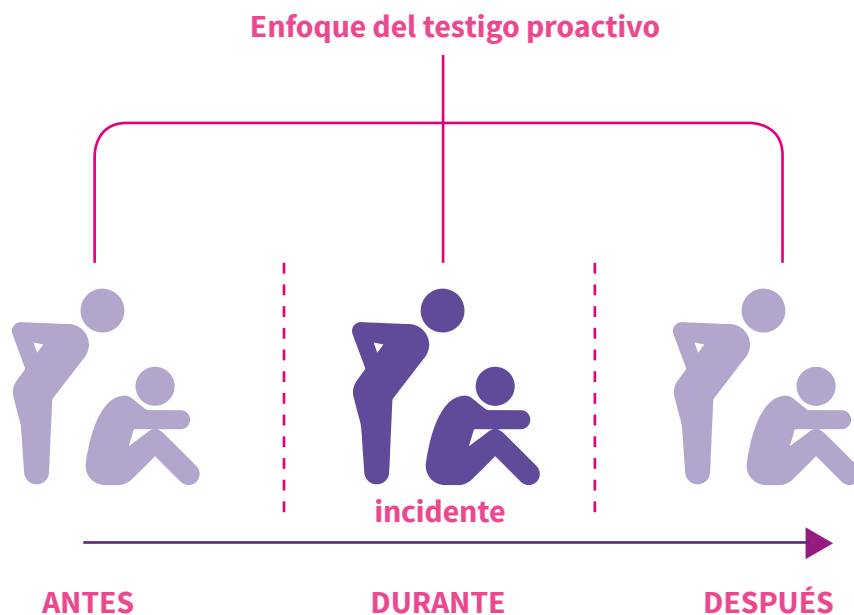 Enfoque del testigo proactivo
incidente
ANTES
DURANTE
DESPUÉS